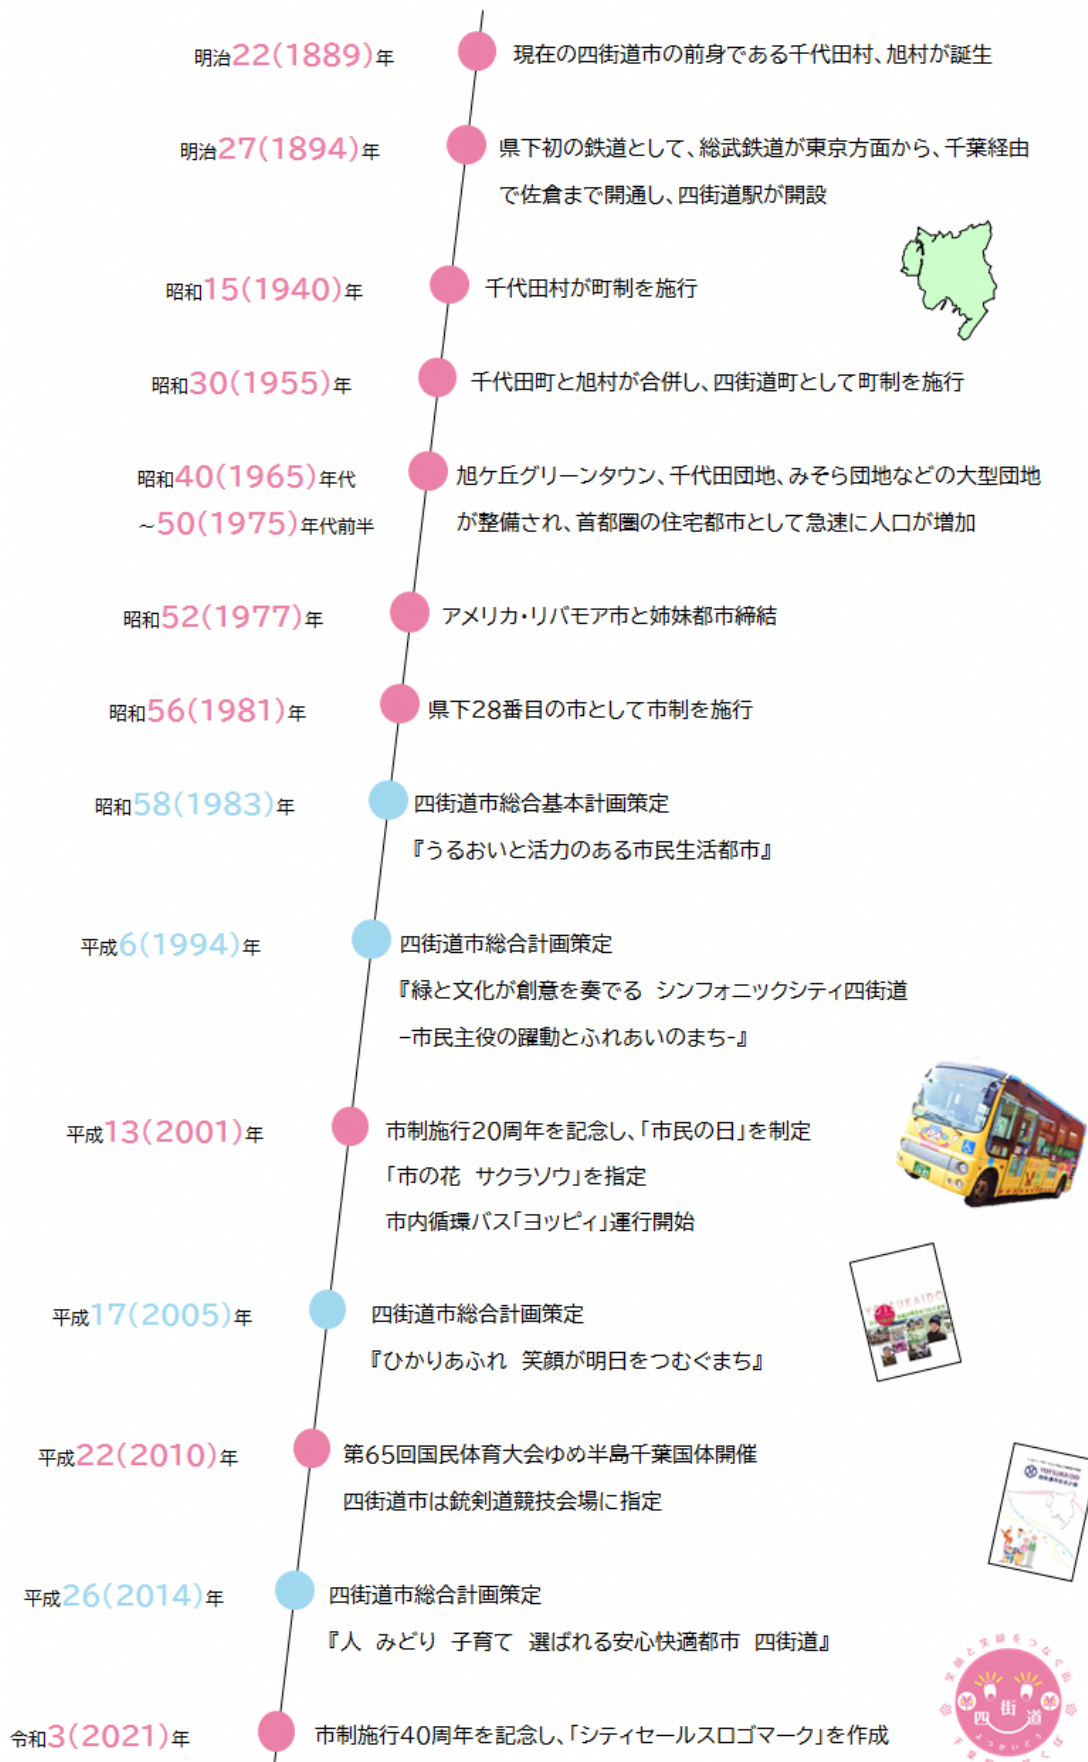 明治22(1889)年
現在の四街道市の前身である千代田村、旭村が誕生
明治27(1894)年
県下初の鉄道として、総武鉄道が東京方面から、千葉経由
で佐倉まで開通し、四街道駅が開設
昭和15(1940)年
千代田村が町制を施行
昭和30(1955)年
千代田町と旭村が合併し、四街道町として町制を施行
昭和40(1965)年代
~50(1975)年代前半
旭ケ丘グリーンタウン、千代田団地、みそら団地などの大型団地
が整備され、首都圏の住宅都市として急速に人口が増加
昭和52(1977)年
アメリカ・リバモア市と姉妹都市締結
昭和56(1981)年
県下28番目の市として市制を施行
昭和58(1983)年
四街道市総合基本計画策定
『うるおいと活力のある市民生活都市』
平成6(1994)年
四街道市総合計画策定
『緑と文化が創意を奏でる シンフォニックシティ四街道
-市民主役の躍動とふれあいのまち-』
平成13(2001)年
市制施行20周年を記念し、「市民の日」を制定
「市の花 サクラソウ」を指定
市内循環バス「ヨッピィ」運行開始
平成17(2005)年
四街道市総合計画策定
『ひかりあふれ 笑顔が明日をつむぐまち』
YOTSUKAIDO
平成22(2010)年
第65回国民体育大会ゆめ半島千葉国体開催
四街道市は銃剣道競技会場に指定
YOTSUKAIDO
平成26(2014)年
四街道市総合計画策定
『人 みどり 子育て 選ばれる安心快適都市 四街道』
笑顔と笑顔をつなぐ街
四街道
よつかいどう
令和3(2021)年
市制施行40周年を記念し、「シティセールスロゴマーク」を作成